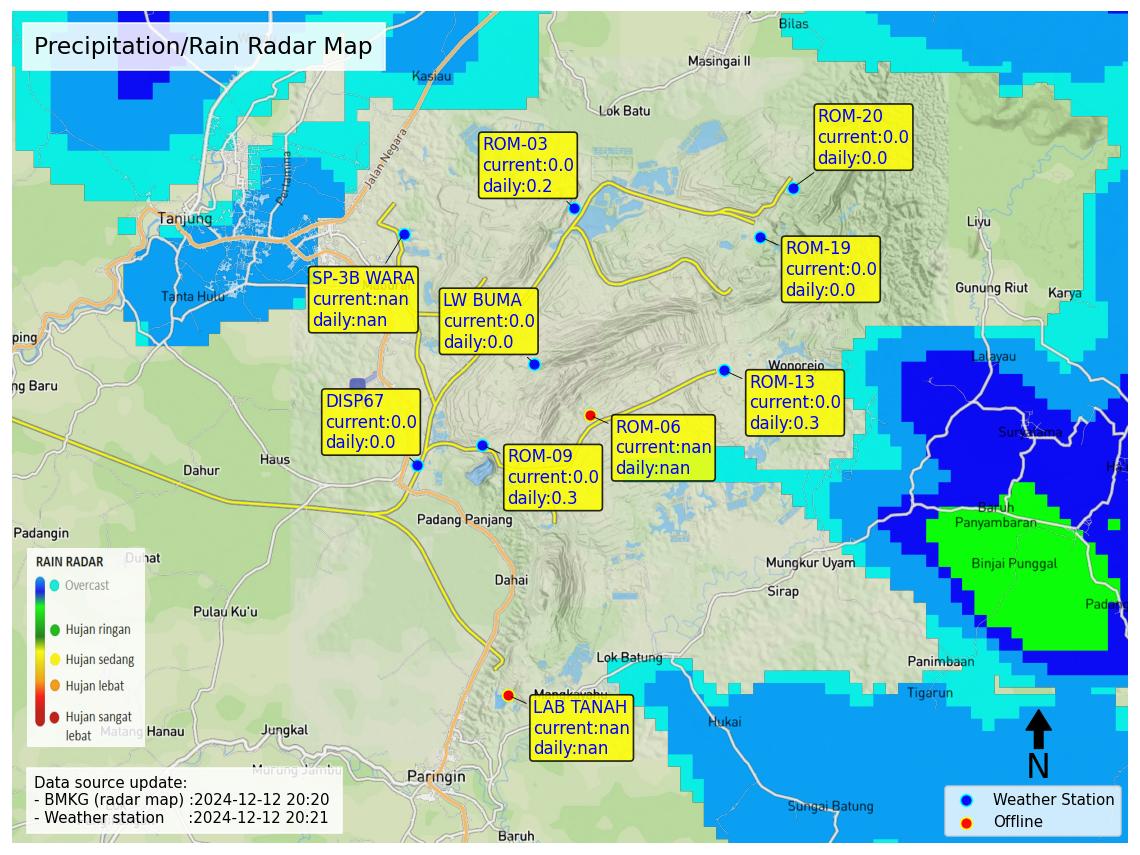 Precipitation/Rain Radar Map
Bilas
Masingai II
Kasiau
Lok Batu
ROM-20
current:0.0
daily:0.0
ROM-03
current:0.0
daily:0.2
Jalan Negara
Pertamina
Tanjung
Liyu
ROM-19
current:0.0
daily:0.0
SP-3B WARA
current:nan
daily:nan
Tanta Hulu
LW BUMA
current:0.0
daily:0.0
Gunung Riut
Karya
ping
Lalayau
Wonorejo
ng Baru
ROM-13
current:0.0
daily:0.3
DISP67
current:0.0
daily:0.0
ROM-06
current:nan
daily:nan
ROM-09
current:0.0
daily:0.3
Haus
Dahur
Baruh
Panyambaran
Padang Panjang
Padangin
Duhat
Mungkur Uyam
Binjai Punggal
Dahai
Sirap
Pulau Ku'u
Padang
RAIN RADAR
Overcast
Hujan ringan
Hujan sedang
Hujan lebat
Hujan sangat
lebat
Lok Batung
Panimbaan
Tigarun
LAB TANAH
current:nan
daily:nan
Hukai
Jungkal
Matang Hanau
Murung Jambu
Paringin
Sungai Batung
Baruh
N
Data source update:
- BMKG (radar map) :2024-12-12 20:20
- Weather station :2024-12-12 20:21
Weather Station
Offline